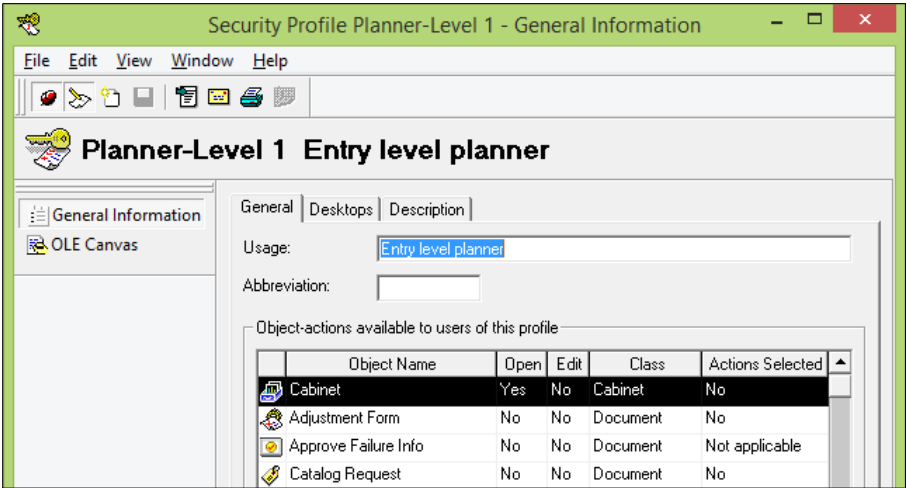 Security Profile Planner-Level 1 - General Information
File Edit View Window Help
Planner-Level 1 Entry level planner
General Information
OLE Canvas
General Desktops Description
Usage: Entry level planner
Abbreviation:
Object-actions available to users of this profile
Object Name Open Edit Class Actions Selected
Cabinet Yes No Cabinet No
Adjustment Form No No Document No
Approve Failure Info No No Document Not applicable
Catalog Request No No Document No